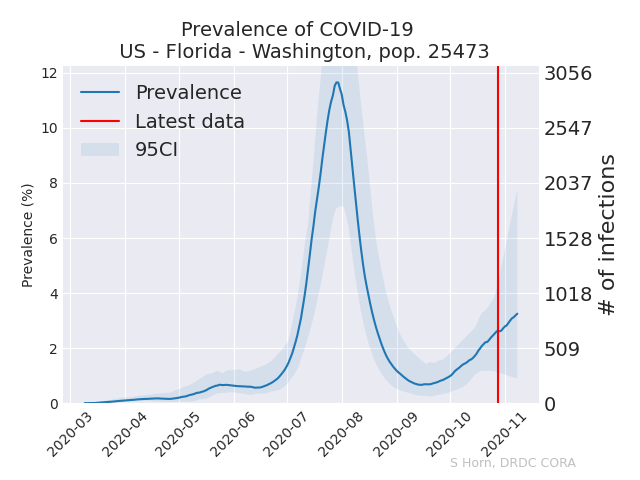 Prevalence of COVID-19
US - Florida - Washington, pop. 25473
Prevalence
Latest data
95CI
Prevalence (%)
12
10
8
6
4
2
0
3056
2547
2037
1528
1018
509
0
# of infections
2020-03
2020-04
2020-05
2020-06
2020-07
2020-08
2020-09
2020-10
2020-11
S Horn, DRDC CORA